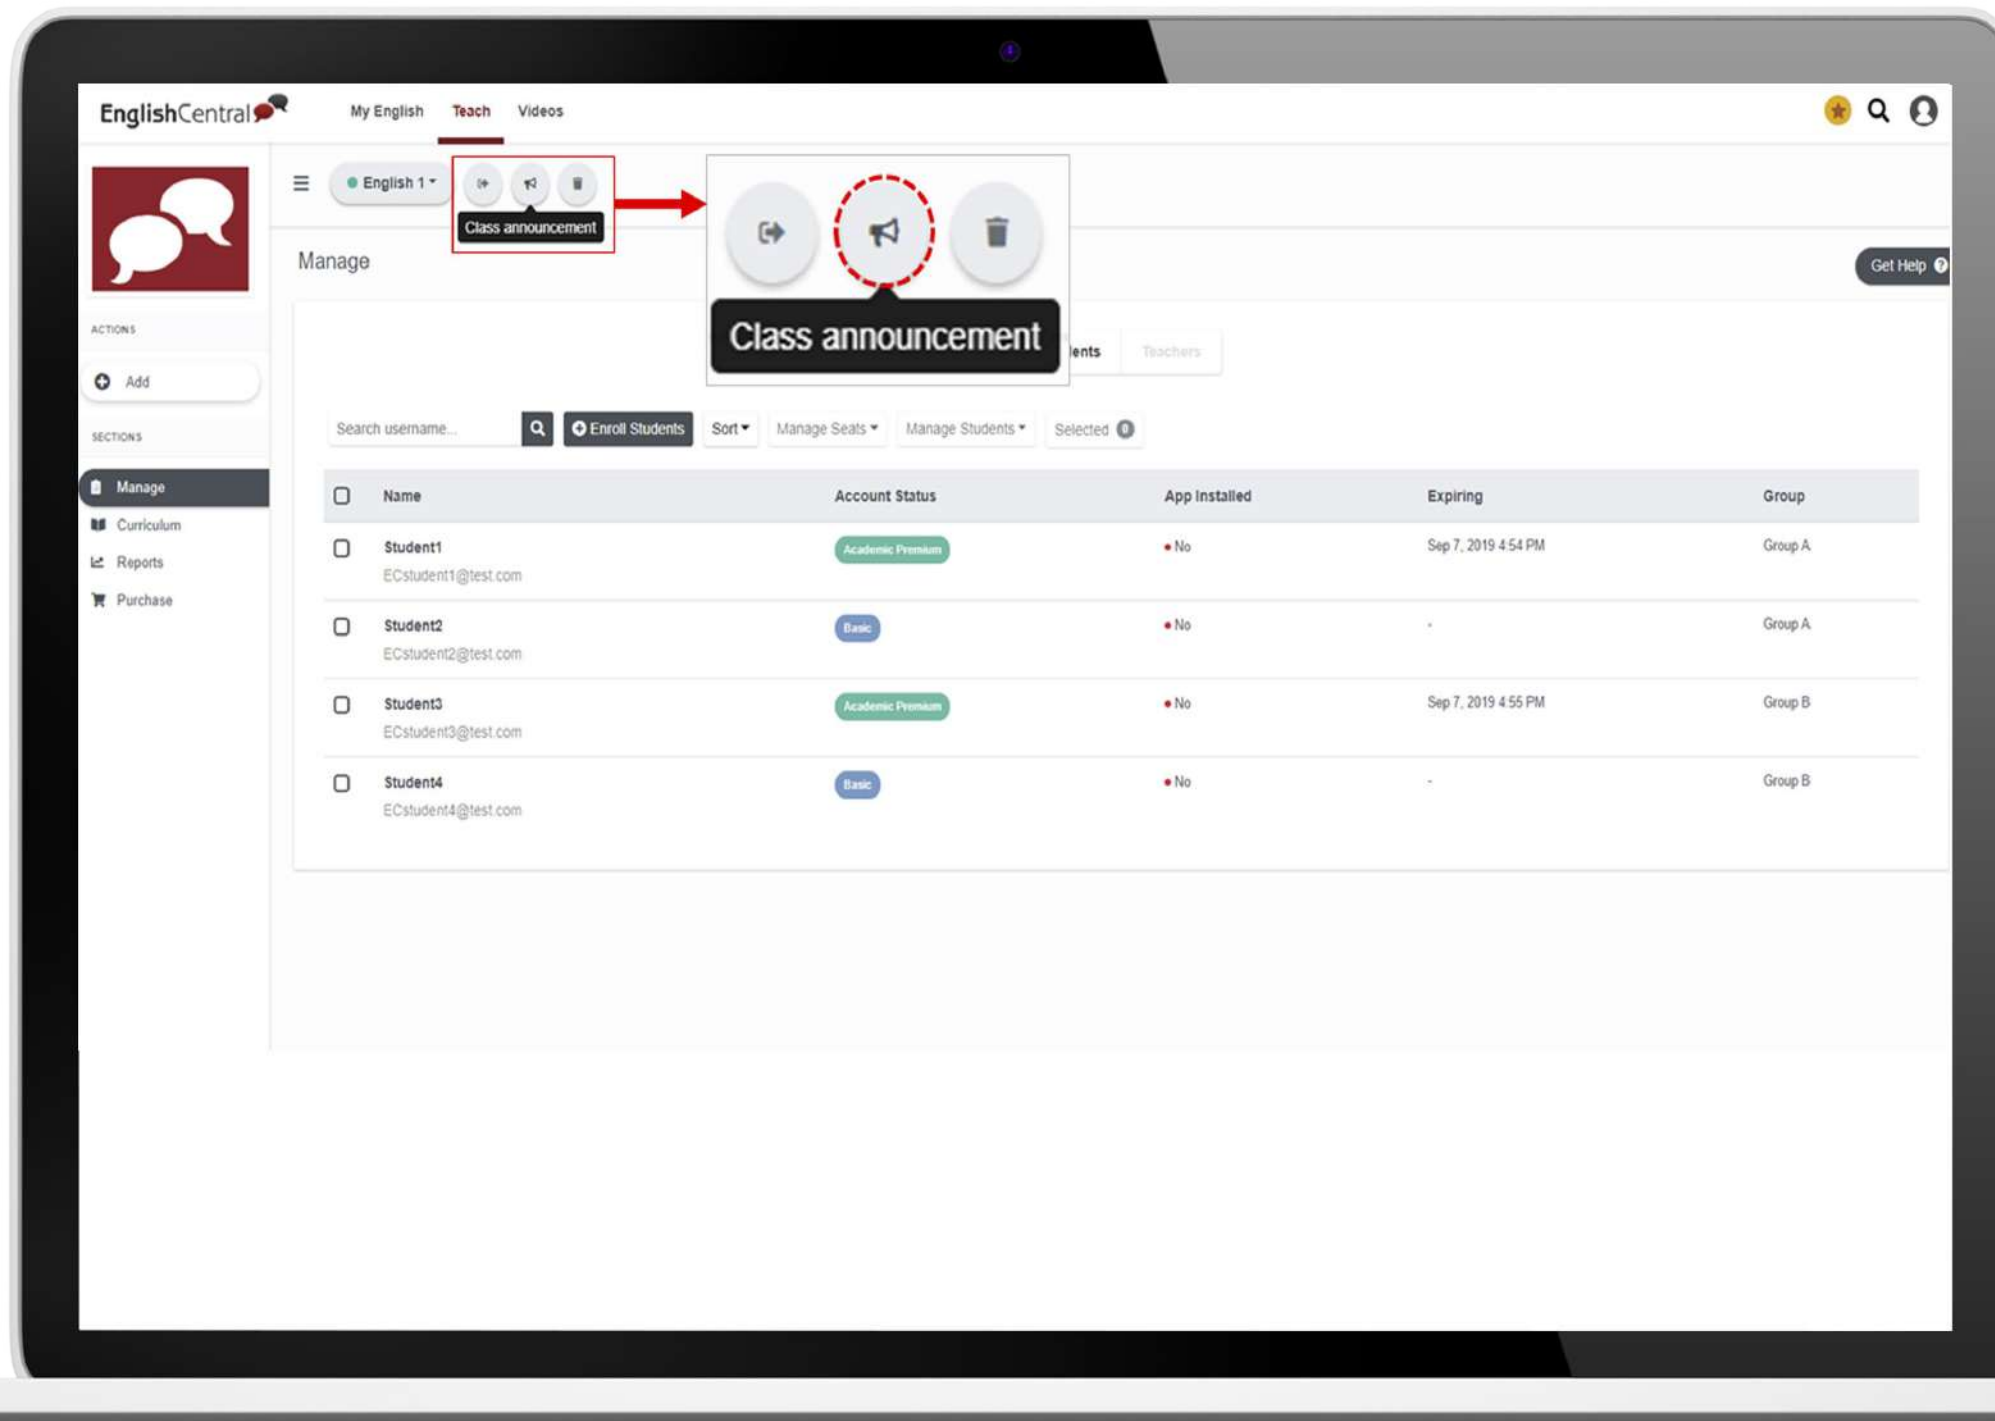 EnglishCentral My English Teach Videos
English 1
Class announcement
Class announcement
Manage
Get Help
ACTIONS
Add
SECTIONS
Manage
Curriculum
Reports
Purchase
ents Teachers
Search username... Enroll Students Sort Manage Seats Manage Students Selected 0
Name Account Status App Installed Expiring Group
Student1 Academic Premium No Sep 7, 2019 4:54 PM Group A
ECstudent1@test.com
Student2 Basic No - Group A
ECstudent2@test.com
Student3 Academic Premium No Sep 7, 2019 4:55 PM Group B
ECstudent3@test.com
Student4 Basic No - Group B
ECstudent4@test.com